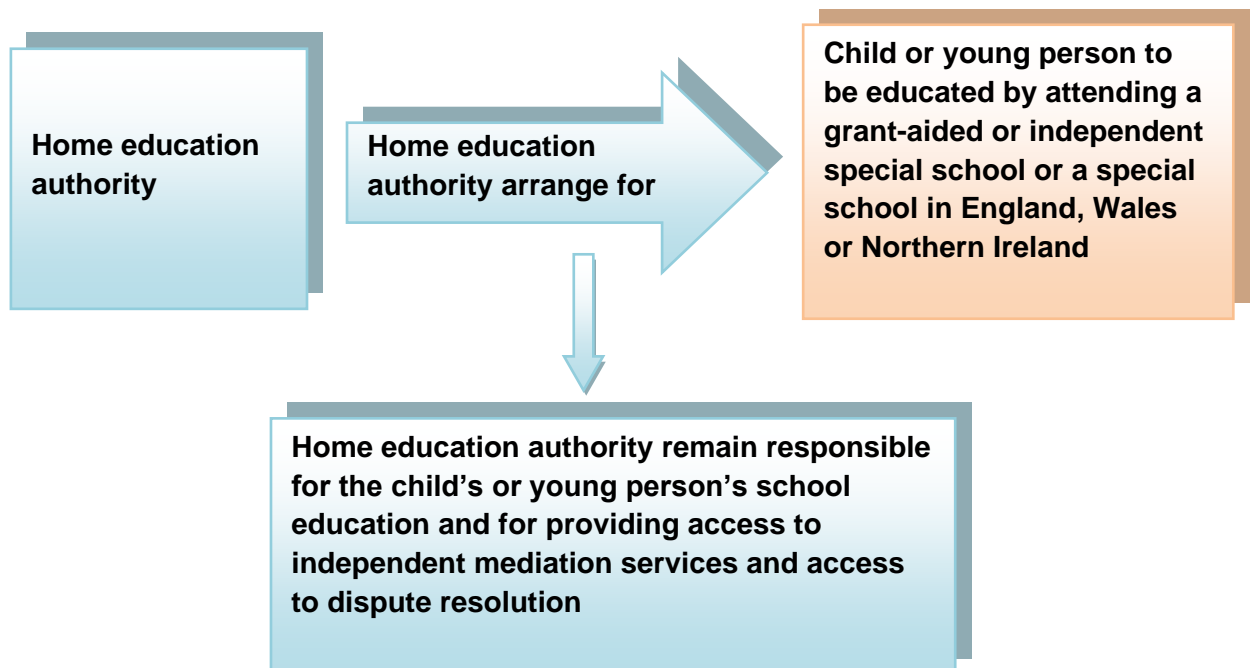 Home education
authority
Home education
authority arrange for
Child or young person to
be educated by attending a
grant-aided or independent
special school or a special
school in England, Wales
or Northern Ireland
Home education authority remain responsible
for the child’s or young person’s school
education and for providing access to
independent mediation services and access
to dispute resolution